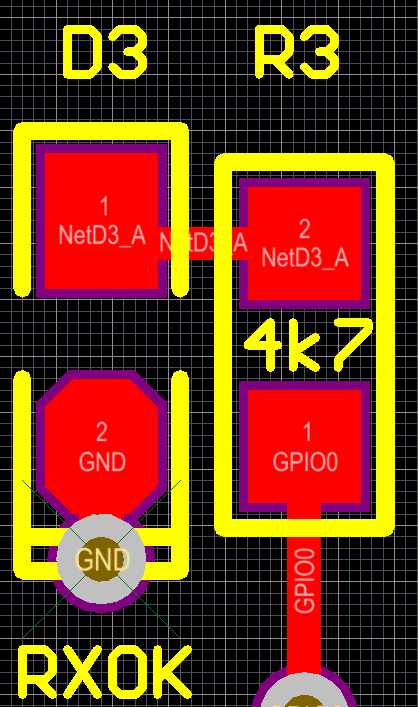 D3
R3
1
NetD3_A
NetD3_A
2
NetD3_A
4k7
2
GND
1
GPIO0
GND
GPIO0
RXOK